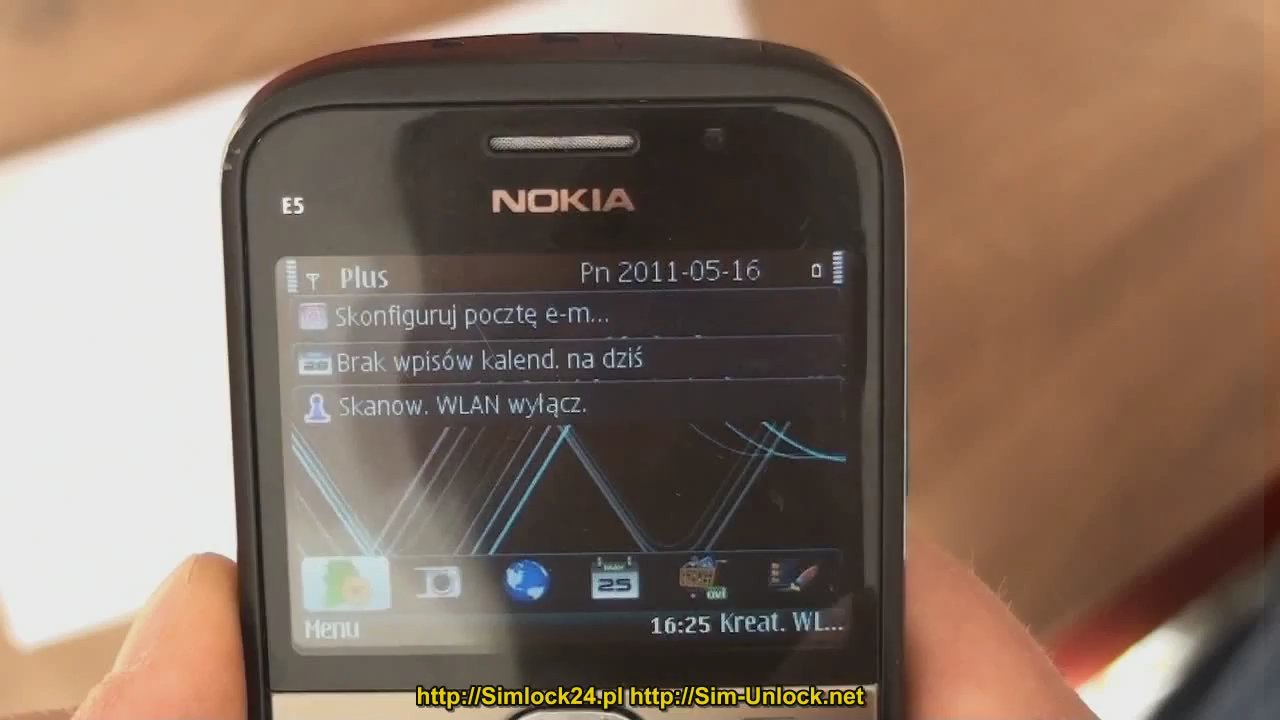 NOKIA
E5
Plus Pn 2011-05-16
Skonfiguruj pocztę e-m...
Brak wpisów kalend. na dziś
Skanow. WLAN wyłącz.
25
ovi
Menu 16:25 Kreat. WL...
http://Simlock24.pl http://Sim-Unlock.net